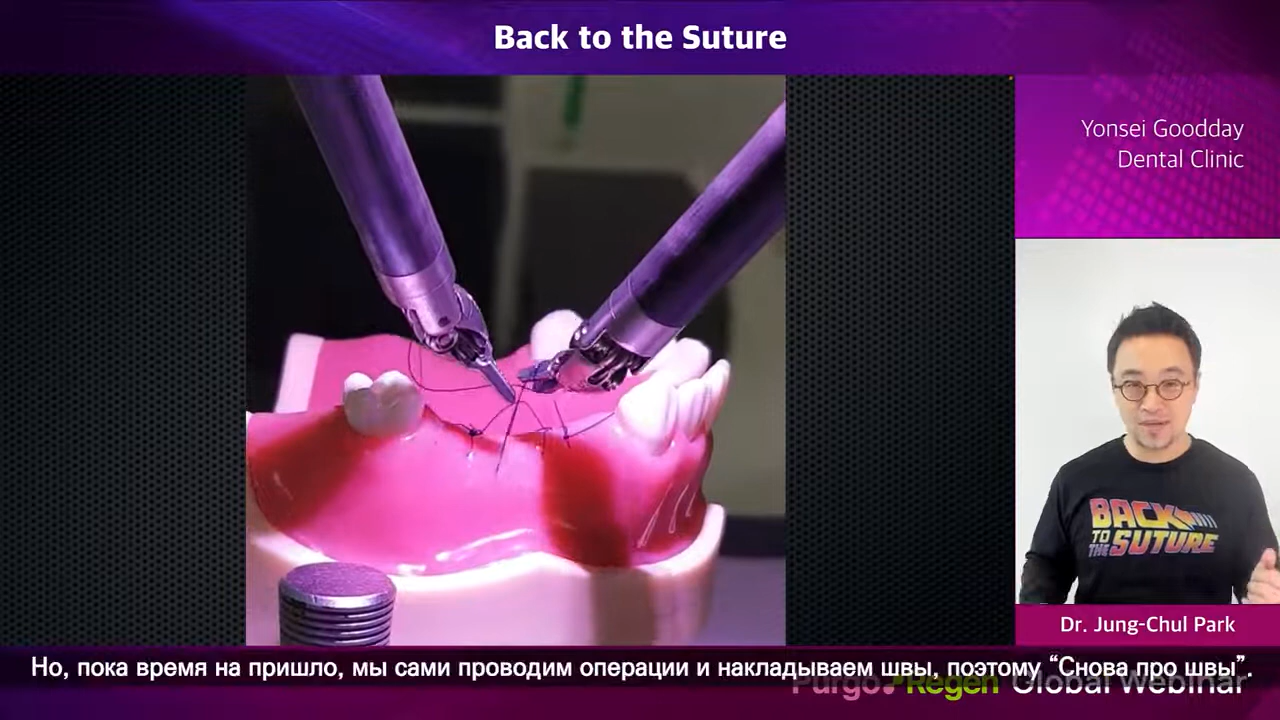 Back to the Suture
Yonsei Goodday
Dental Clinic
BACK
TO
THE SUTURE
Dr. Jung-Chul Park
Но, пока время на пришло, мы сами проводим операции и накладываем швы, поэтому “Снова про швы”.
Purgo Regen Global Webinar